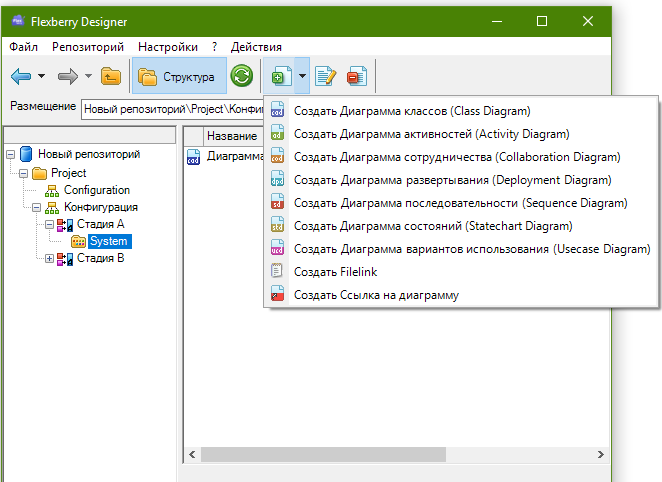 Flexberry Designer
Файл Репозиторий Настройки ? Действия
Структура
Размещение Новый репозиторий\Project\Конфи
Новый репозиторий
Project
Configuration
Конфигурация
Стадия A
System
Стадия B
Название
Диаграмма
Создать Диаграмма классов (Class Diagram)
Создать Диаграмма активностей (Activity Diagram)
Создать Диаграмма сотрудничества (Collaboration Diagram)
Создать Диаграмма развертывания (Deployment Diagram)
Создать Диаграмма последовательности (Sequence Diagram)
Создать Диаграмма состояний (Statechart Diagram)
Создать Диаграмма вариантов использования (Usecase Diagram)
Создать Filelink
Создать Ссылка на диаграмму